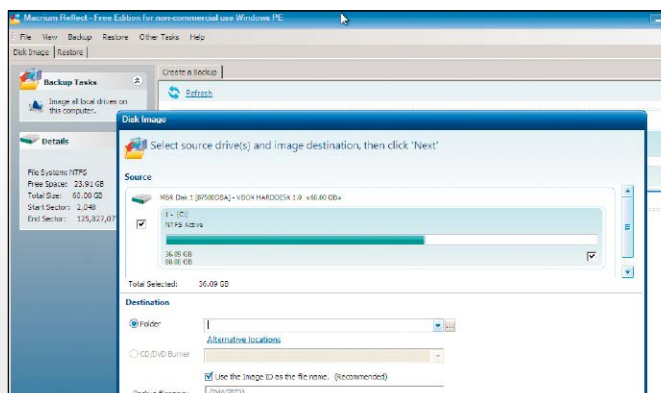 Macrium Reflect - Free Edition for non-commercial use Windows PE
File View Backup Restore Other Tasks Help
Disk Image Restore
Backup Tasks
Image all local drives on
this computer.
Create a Backup
Refresh
Details
File System: NTFS
Free Space: 23.91 GB
Total Size: 60.00 GB
Start Sector: 2,048
End Sector: 125,827,07
Disk Image
Select source drive(s) and image destination, then click 'Next'
Source
MBR Disk 1 - VBOX HARDDISK 1.0 <60.00 GB>
1 - (C:)
NTFS Active
36.09 GB
60.00 GB
Total Selected: 36.09 GB
Destination
Folder
Alternative locations
CD/DVD Burner
Use the Image ID as the file name. (Recommended)